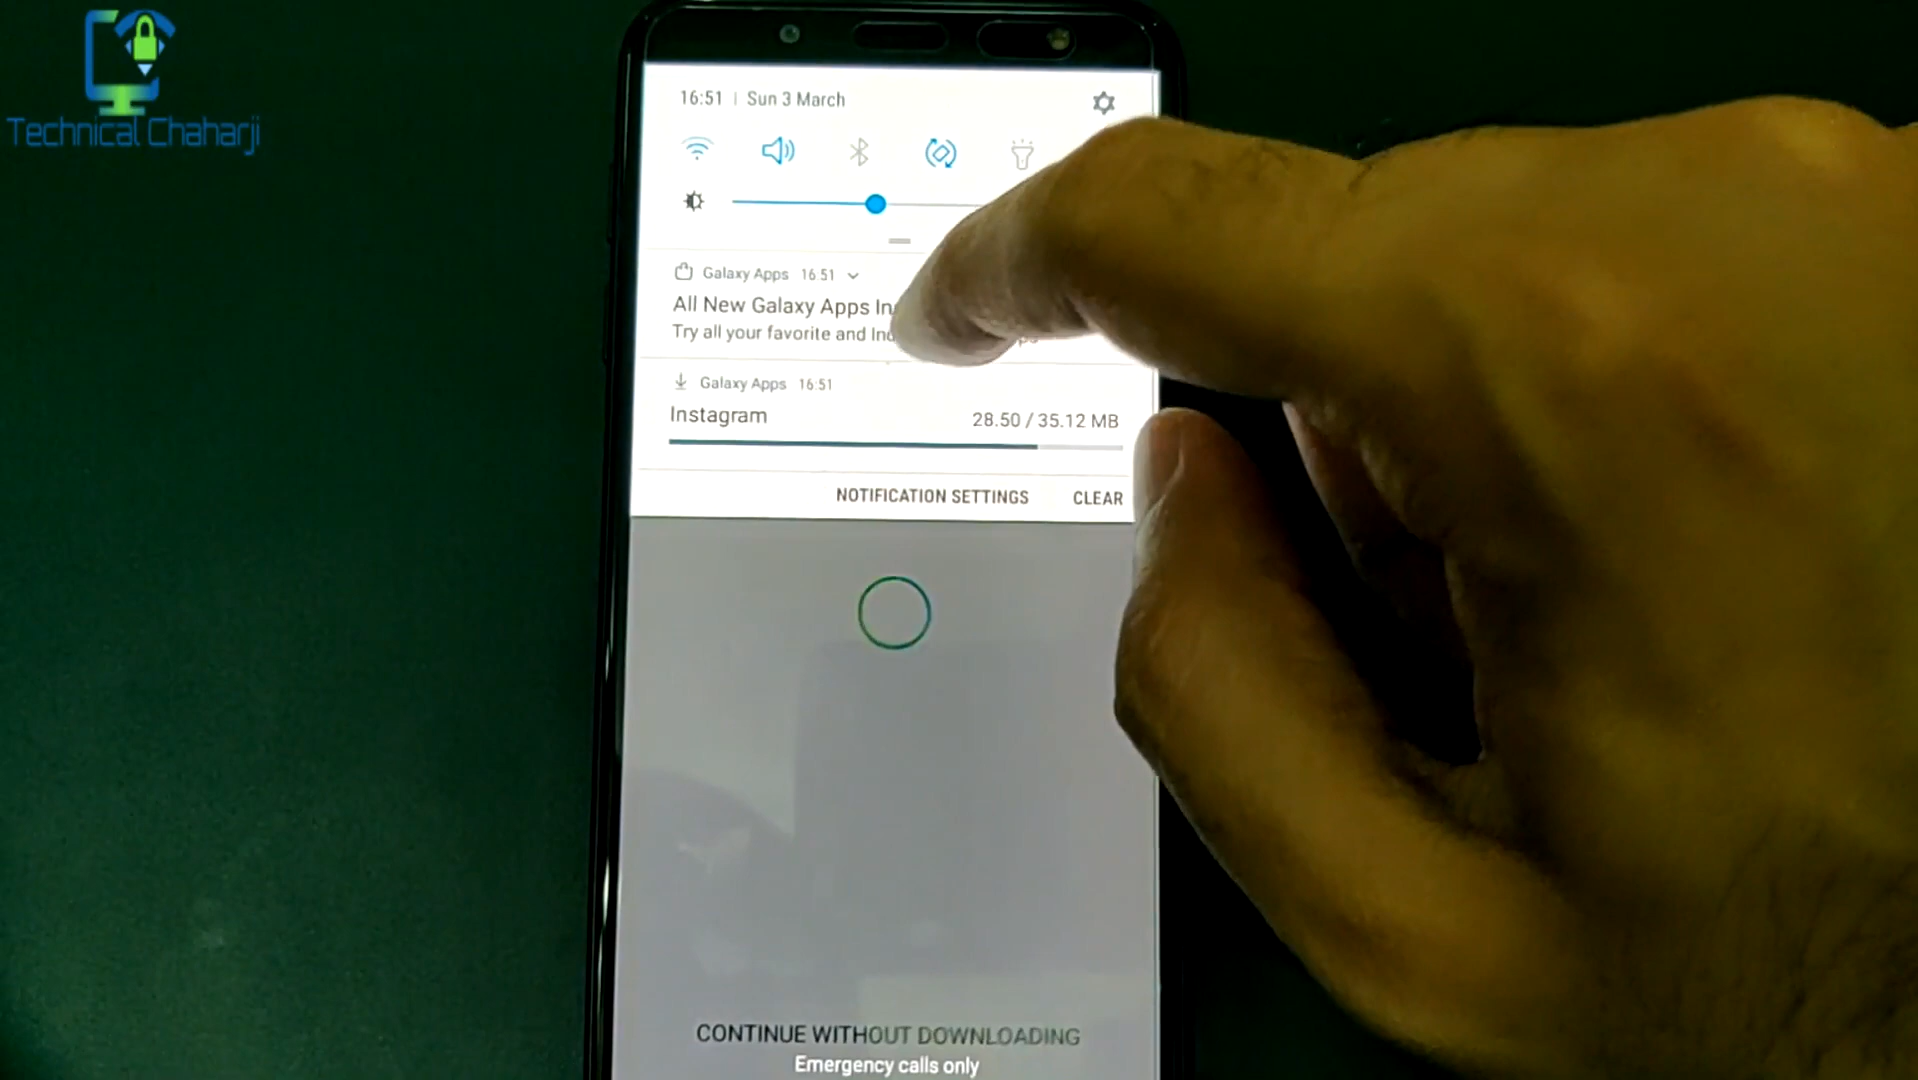 Technical Chaharji
16:51 | Sun 3 March
Galaxy Apps 16 51
All New Galaxy Apps
Try all your favorite and
Galaxy Apps 16:51
Instagram 28.50 / 35.12 MB
NOTIFICATION SETTINGS CLEAR
CONTINUE WITHOUT DOWNLOADING
Emergency calls only